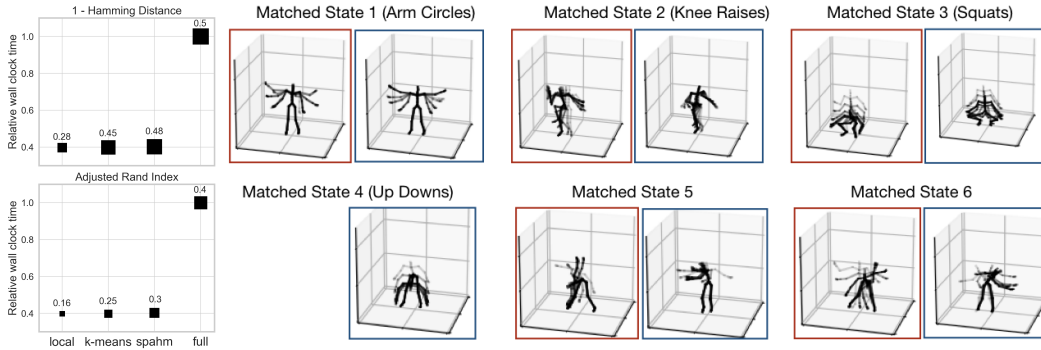 1 - Hamming Distance
Relative wall clock time
1.0
0.8
0.6
0.4
0.28
0.45
0.48
0.5
Adjusted Rand Index
Relative wall clock time
1.0
0.8
0.6
0.4
0.16
0.25
0.3
0.4
local
k-means
spahm
full
Matched State 1 (Arm Circles)
Matched State 2 (Knee Raises)
Matched State 3 (Squats)
Matched State 4 (Up Downs)
Matched State 5
Matched State 6